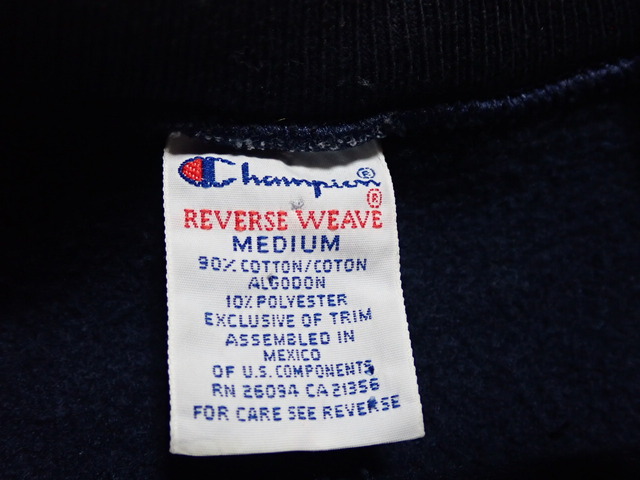 Champion®
®
REVERSE WEAVE
MEDIUM
90% COTTON/COTON
ALGODON
10% POLYESTER
EXCLUSIVE OF TRIM
ASSEMBLED IN
MEXICO
OF U.S. COMPONENTS
RN 26094 CA 21356
FOR CARE SEE REVERSE